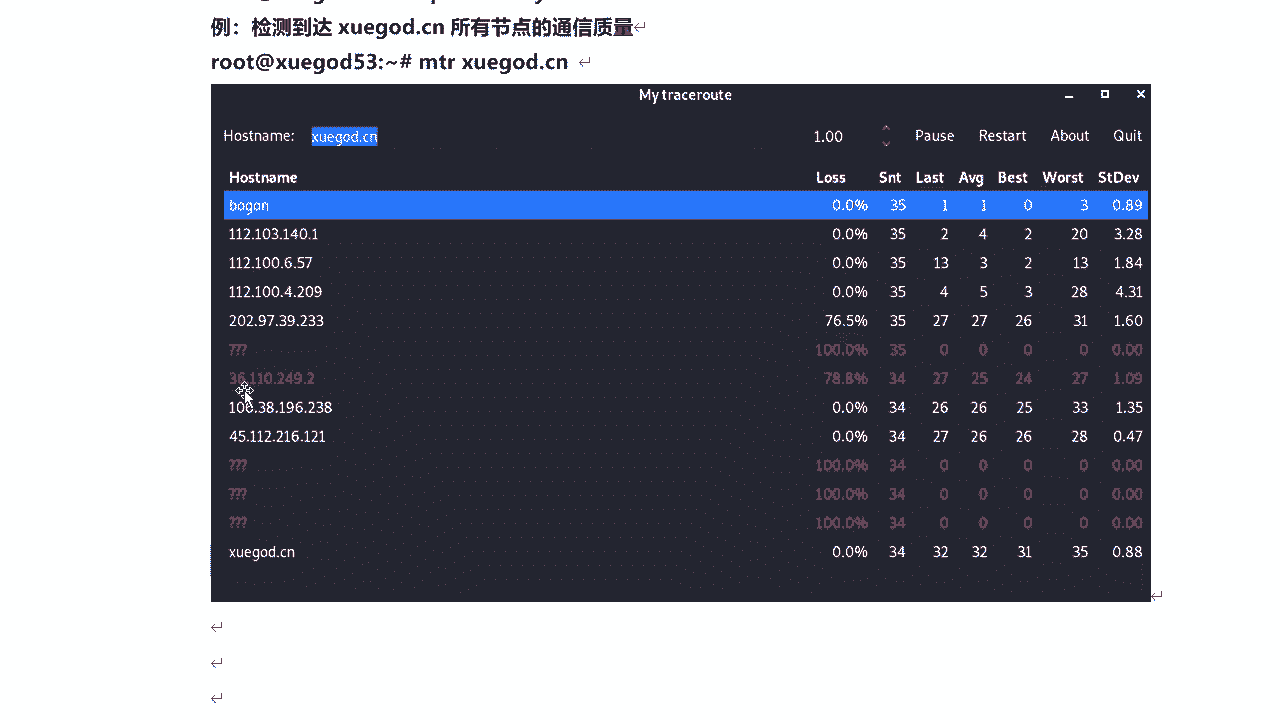 例：检测到达 xuegod.cn 所有节点的通信质量
root@xuegod53:~# mtr xuegod.cn
My traceroute
Hostname: xuegod.cn 1.00 Pause Restart About Quit
Hostname Loss Snt Last Avg Best Worst StDev
bogon 0.0% 35 1 1 0 3 0.89
112.103.140.1 0.0% 35 2 4 2 20 3.28
112.100.6.57 0.0% 35 13 3 2 13 1.84
112.100.4.209 0.0% 35 4 5 3 28 4.31
202.97.39.233 76.5% 35 27 27 26 31 1.60
??? 100.0% 35 0 0 0 0 0.00
36.110.249.2 78.8% 34 27 25 24 27 1.09
106.38.196.238 0.0% 34 26 26 25 33 1.35
45.112.216.121 0.0% 34 27 26 26 28 0.47
??? 100.0% 34 0 0 0 0 0.00
??? 100.0% 34 0 0 0 0 0.00
??? 100.0% 34 0 0 0 0 0.00
xuegod.cn 0.0% 34 32 32 31 35 0.88